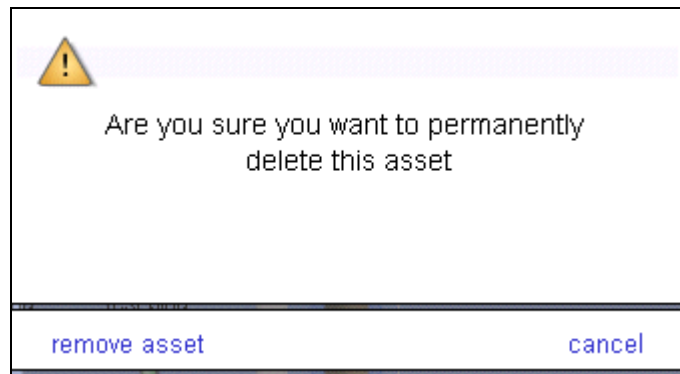 Are you sure you want to permanently
delete this asset
remove asset
cancel